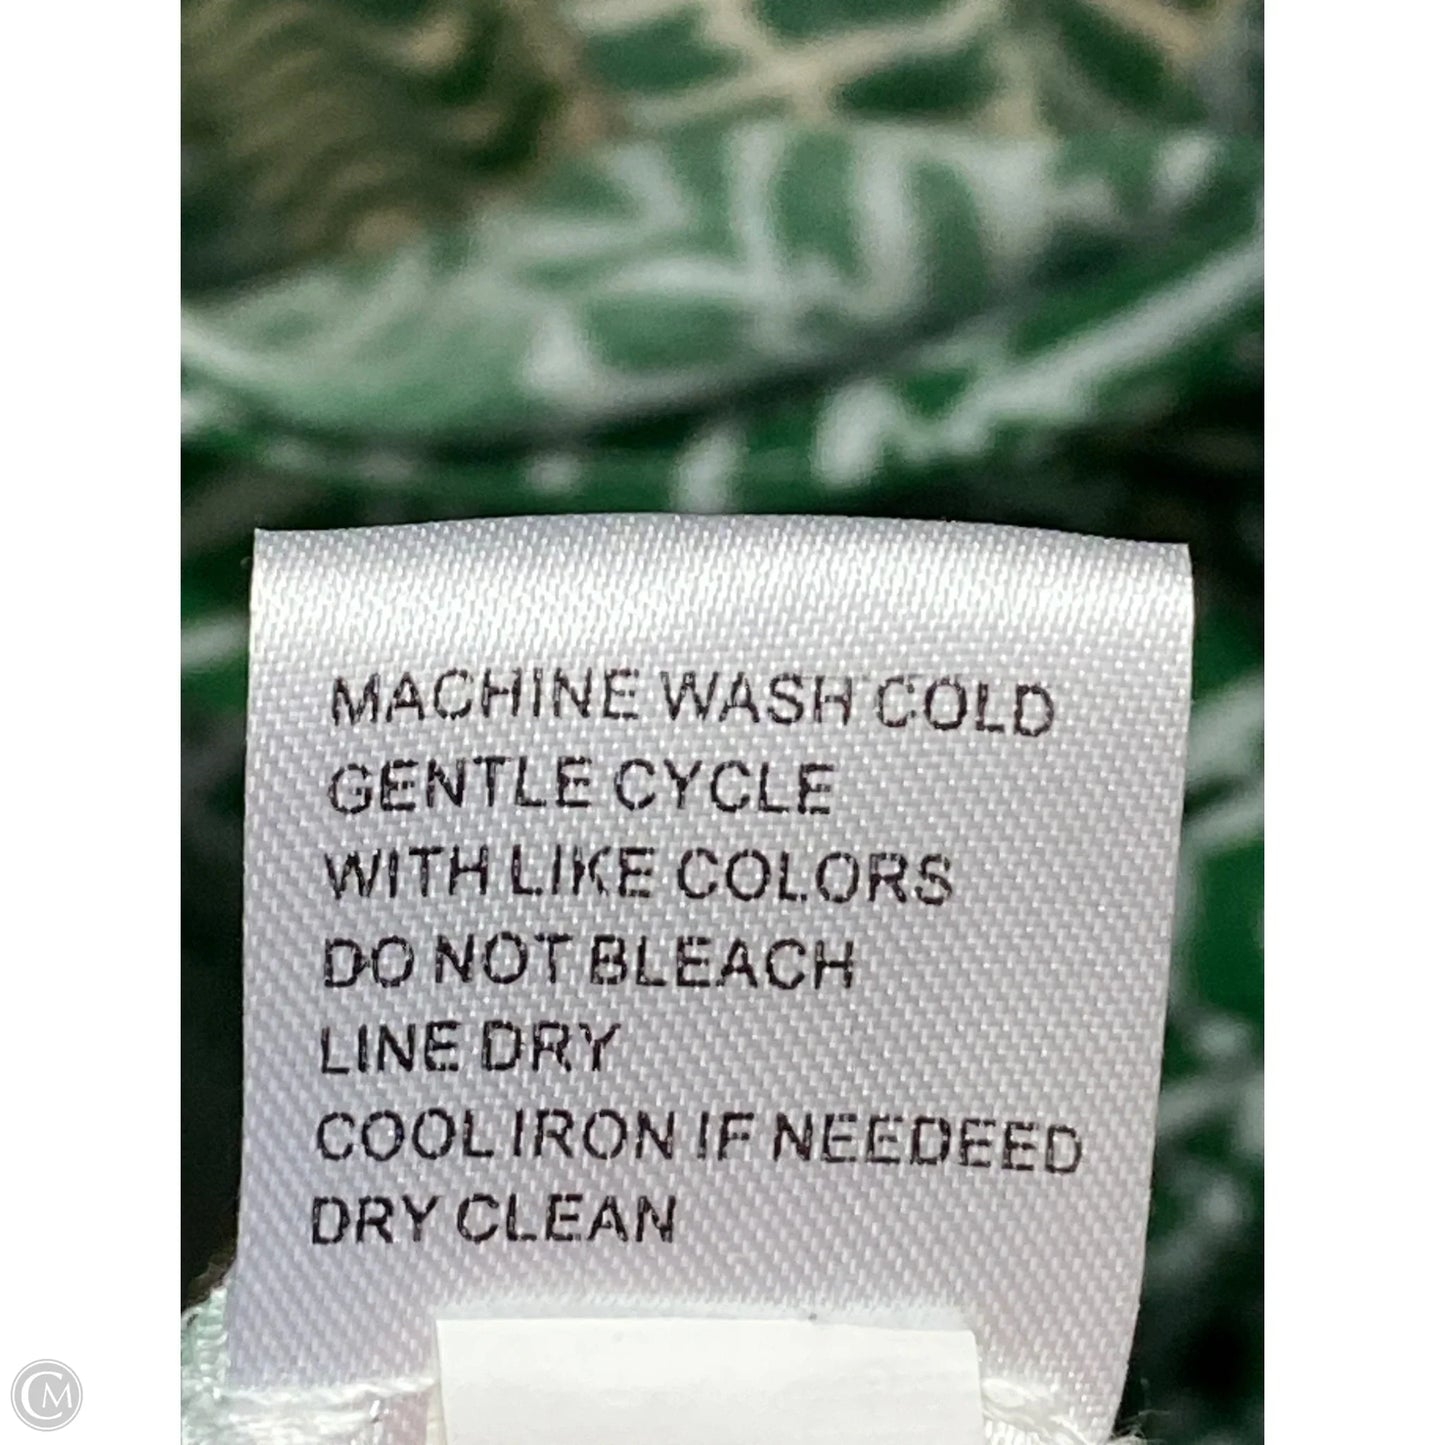 MACHINE WASH COLD
GENTLE CYCLE
WITH LIKE COLORS
DO NOT BLEACH
LINE DRY
COOL IRON IF NEEDEED
DRY CLEAN
CM